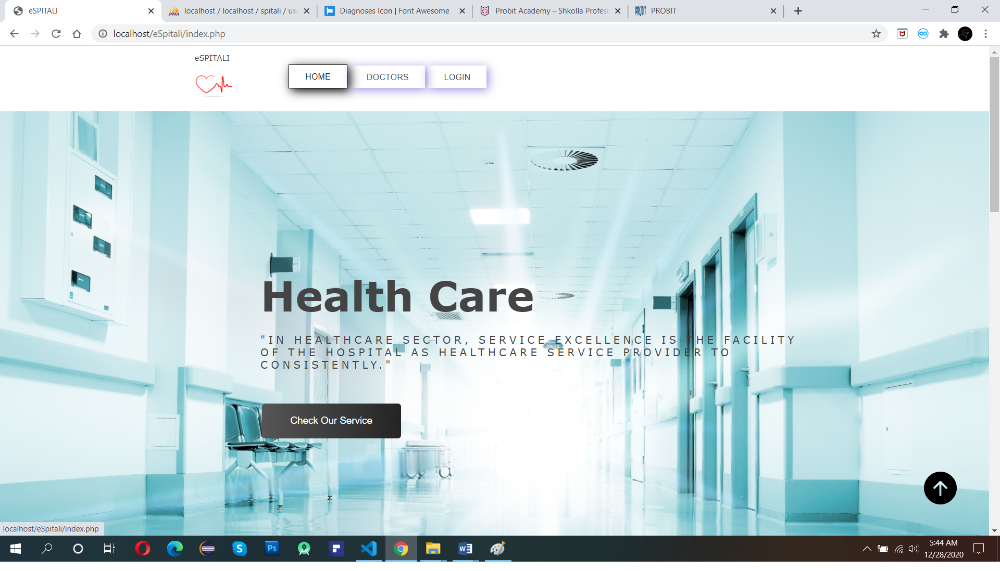 eSPITALI
localhost / localhost / spitali / use
Diagnoses Icon | Font Awesome
Probit Academy – Shkolla Profesi
PROBIT
localhost/eSpitali/index.php
eSPITALI
HOME
DOCTORS
LOGIN
Health Care
"IN HEALTHCARE SECTOR, SERVICE EXCELLENCE IS THE FACILITY
OF THE HOSPITAL AS HEALTHCARE SERVICE PROVIDER TO
CONSISTENTLY."
Check Our Service
localhost/eSpitali/index.php
5:44 AM
12/28/2020